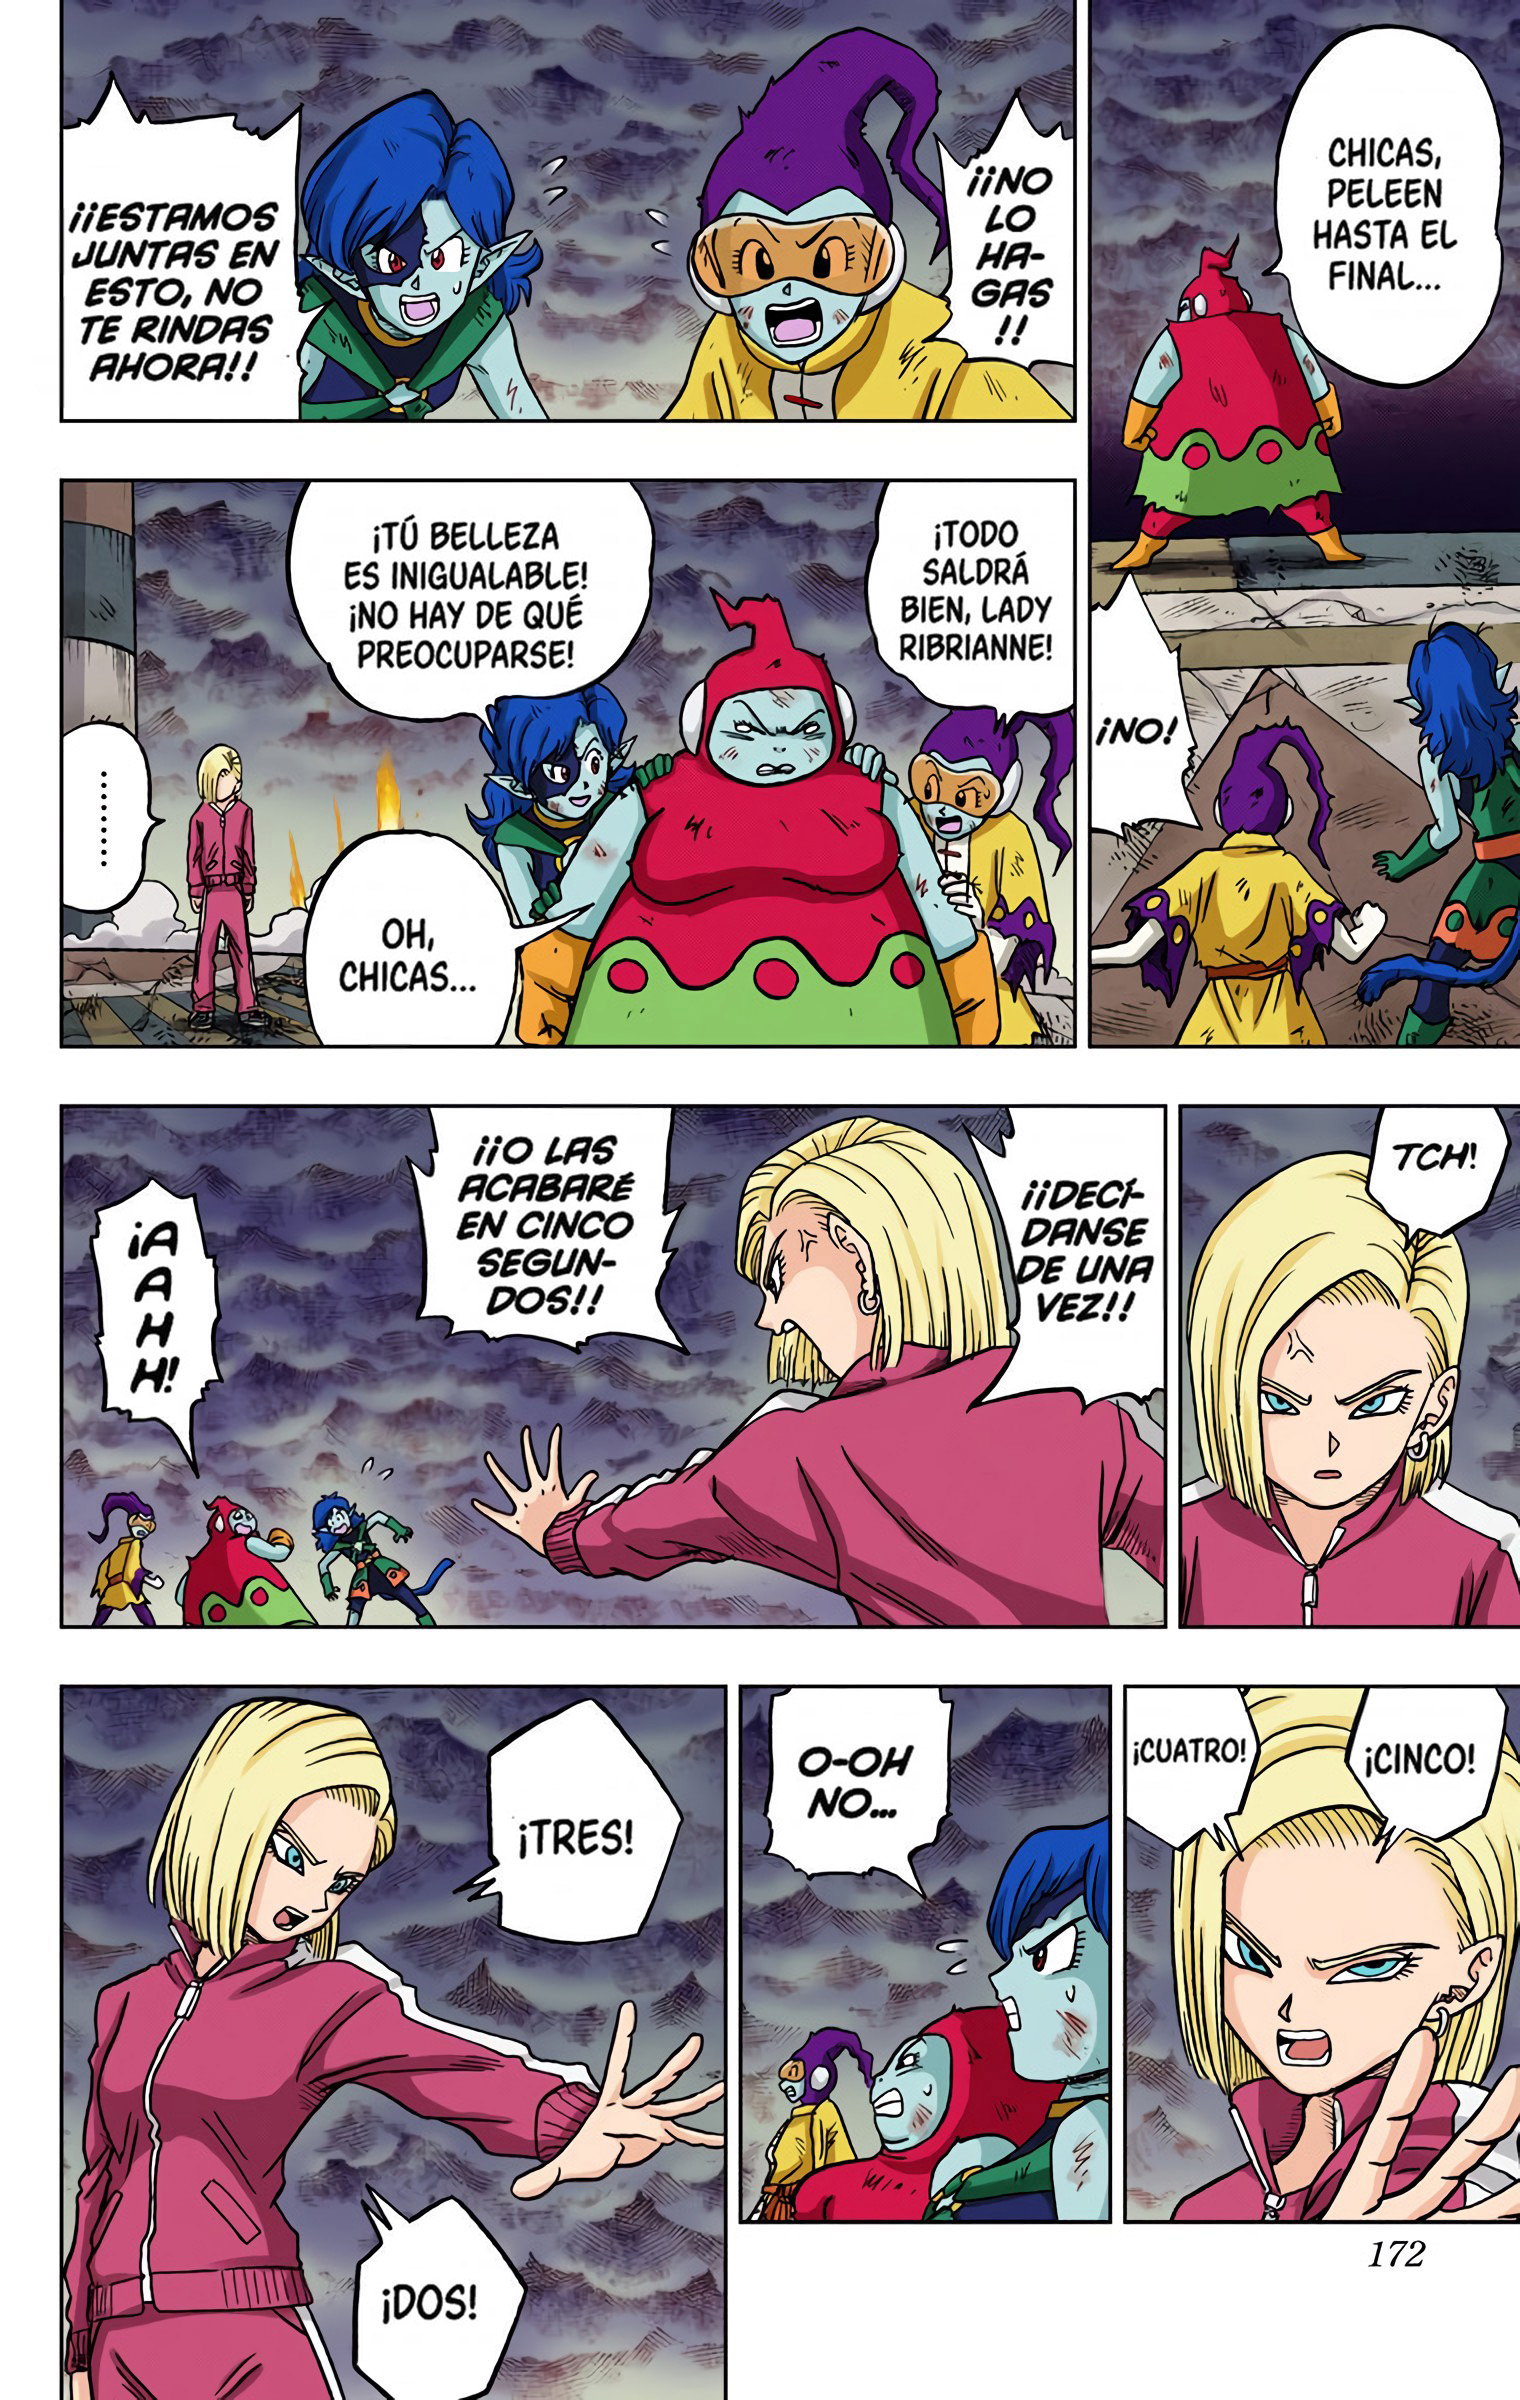 CHICAS,
PELEEN
HASTA EL
FINAL...
¡NO!
¡¡NO
LO
HA-
GAS
!!
¡¡ESTAMOS
JUNTAS EN
ESTO, NO
TE RINDAS
AHORA!!
¡TODO
SALDRÁ
BIEN, LADY
RIBRIANNE!
¡TÚ BELLEZA
ES INIGUALABLE!
¡NO HAY DE QUÉ
PREOCUPARSE!
OH,
CHICAS...
........
TCH!
¡¡DECÍ-
DANSE
DE UNA
VEZ!!
¡¡O LAS
ACABARÉ
EN CINCO
SEGUN-
DOS!!
¡A
A
H
H!
¡CINCO!
¡CUATRO!
O-OH
NO...
¡TRES!
¡DOS!
172